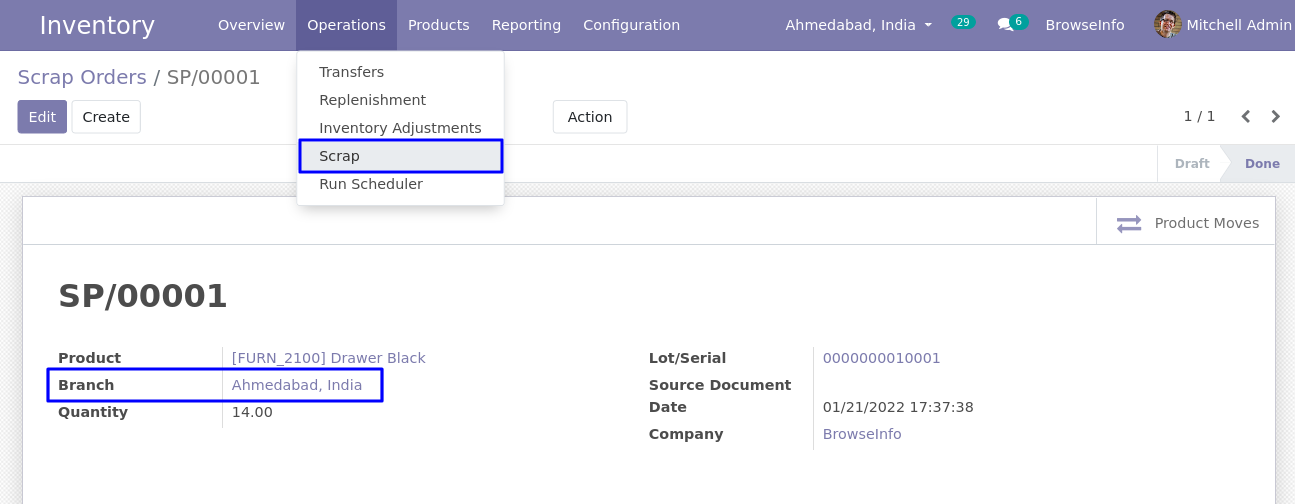 Inventory Overview Operations Products Reporting Configuration Ahmedabad, India 29 6 BrowseInfo Mitchell Admin
Scrap Orders / SP/00001
Transfers
Replenishment
Inventory Adjustments
Scrap
Run Scheduler
Edit Create Action 1 / 1
Draft Done
Product Moves
SP/00001
Product [FURN_2100] Drawer Black
Branch Ahmedabad, India
Quantity 14.00
Lot/Serial 0000000010001
Source Document
Date 01/21/2022 17:37:38
Company BrowseInfo